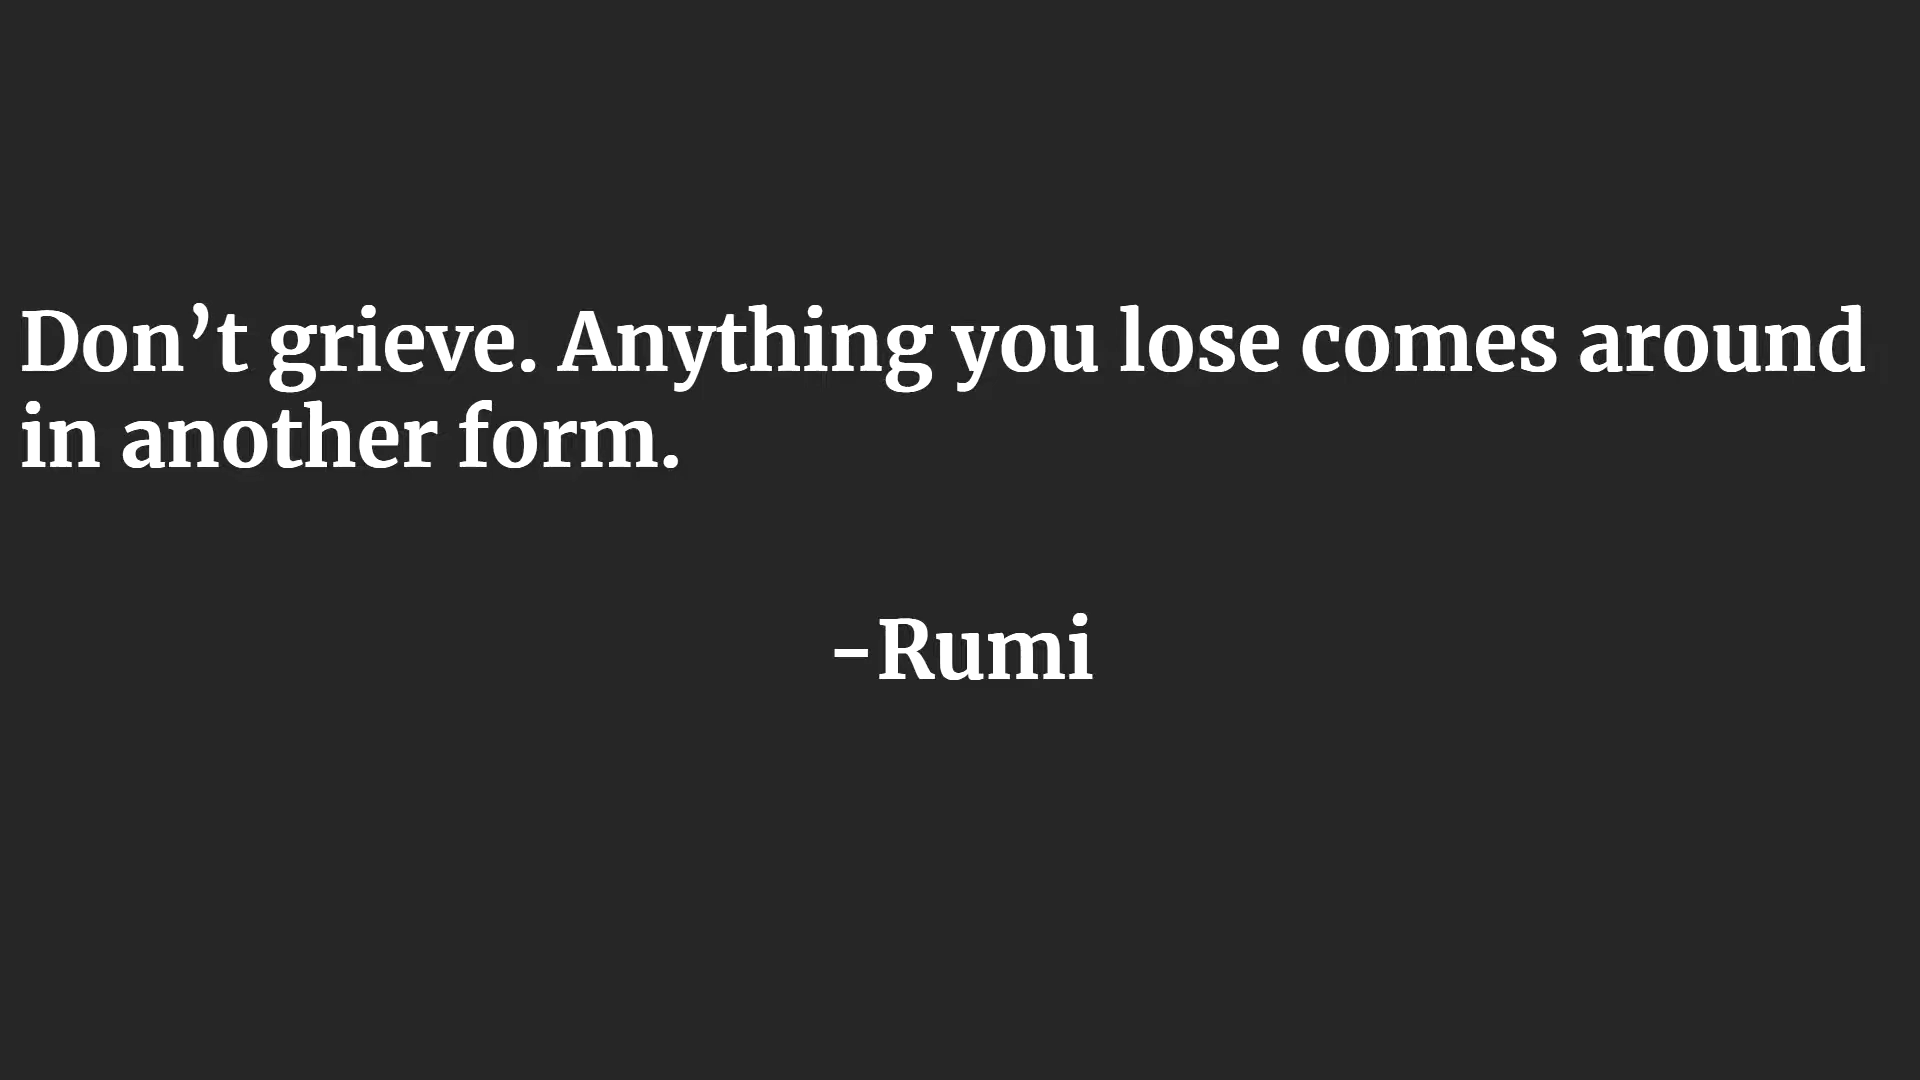 Don’t grieve. Anything you lose comes around
in another form.
-Rumi